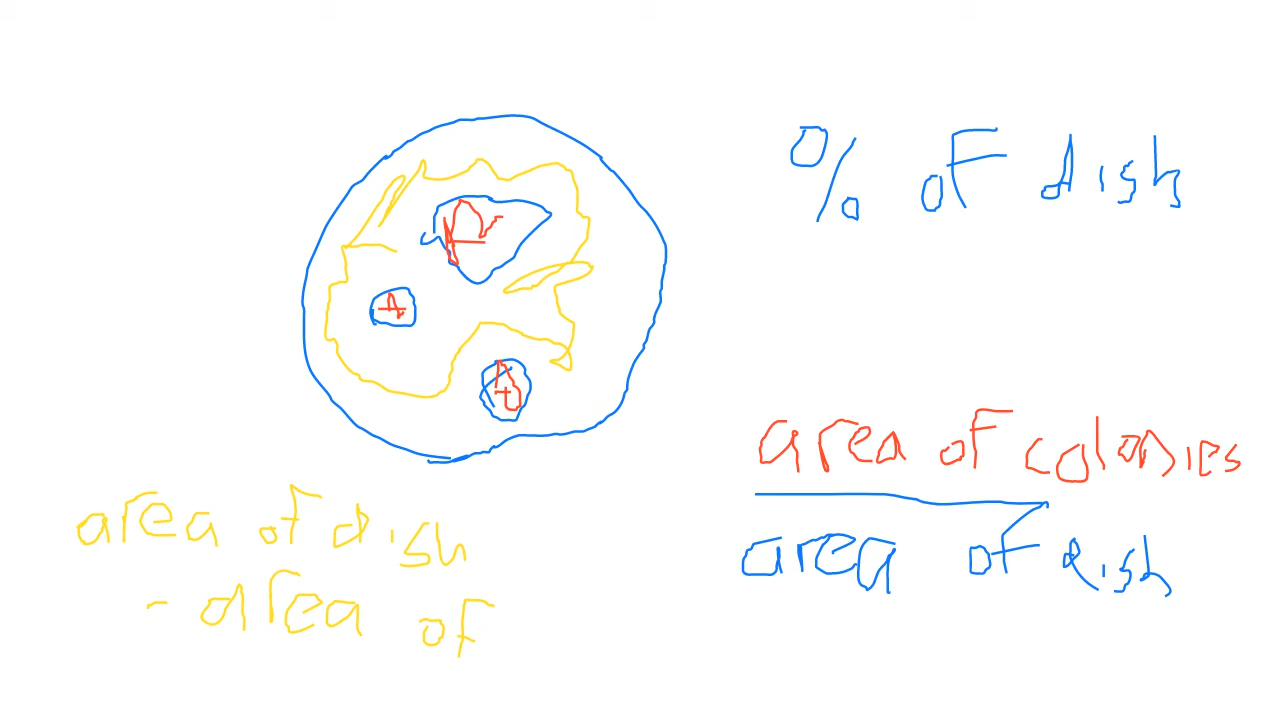 % of dish
A
A
A
area of colonies
area of dish
area of dish
- area of